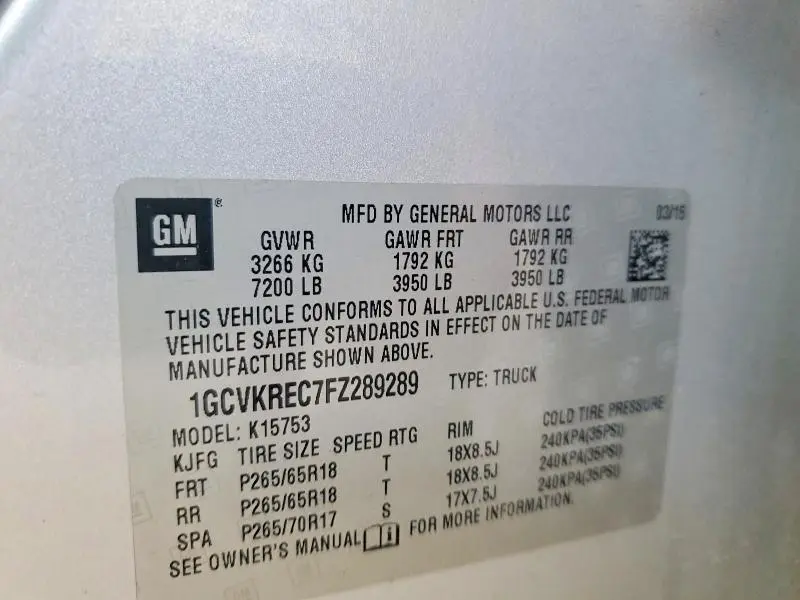 GM ®
MFD BY GENERAL MOTORS LLC 03/15
GVWR GAWR FRT GAWR RR
3266 KG 1792 KG 1792 KG
7200 LB 3950 LB 3950 LB
THIS VEHICLE CONFORMS TO ALL APPLICABLE U.S. FEDERAL MOTOR
VEHICLE SAFETY STANDARDS IN EFFECT ON THE DATE OF
MANUFACTURE SHOWN ABOVE.
1GCVKREC7FZ289289 TYPE: TRUCK
MODEL: K15753
KJFG TIRE SIZE SPEED RTG RIM COLD TIRE PRESSURE
FRT P265/65R18 T 18X8.5J 240KPA(35PSI)
RR P265/65R18 T 18X8.5J 240KPA(35PSI)
SPA P265/70R17 S 17X7.5J 240KPA(35PSI)
SEE OWNER'S MANUAL FOR MORE INFORMATION.